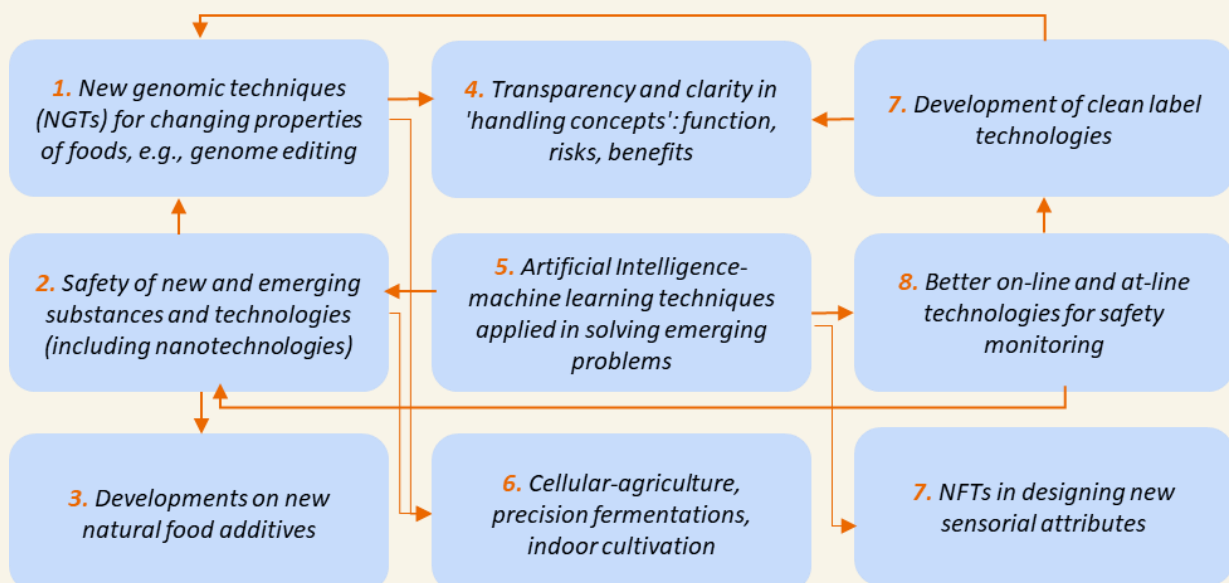 1. New genomic techniques
(NGTs) for changing properties
of foods, e.g., genome editing
4. Transparency and clarity in
'handling concepts': function,
risks, benefits
7. Development of clean label
technologies
2. Safety of new and emerging
substances and technologies
(including nanotechnologies)
5. Artificial Intelligence-
machine learning techniques
applied in solving emerging
problems
8. Better on-line and at-line
technologies for safety
monitoring
3. Developments on new
natural food additives
6. Cellular-agriculture,
precision fermentations,
indoor cultivation
7. NFTs in designing new
sensorial attributes